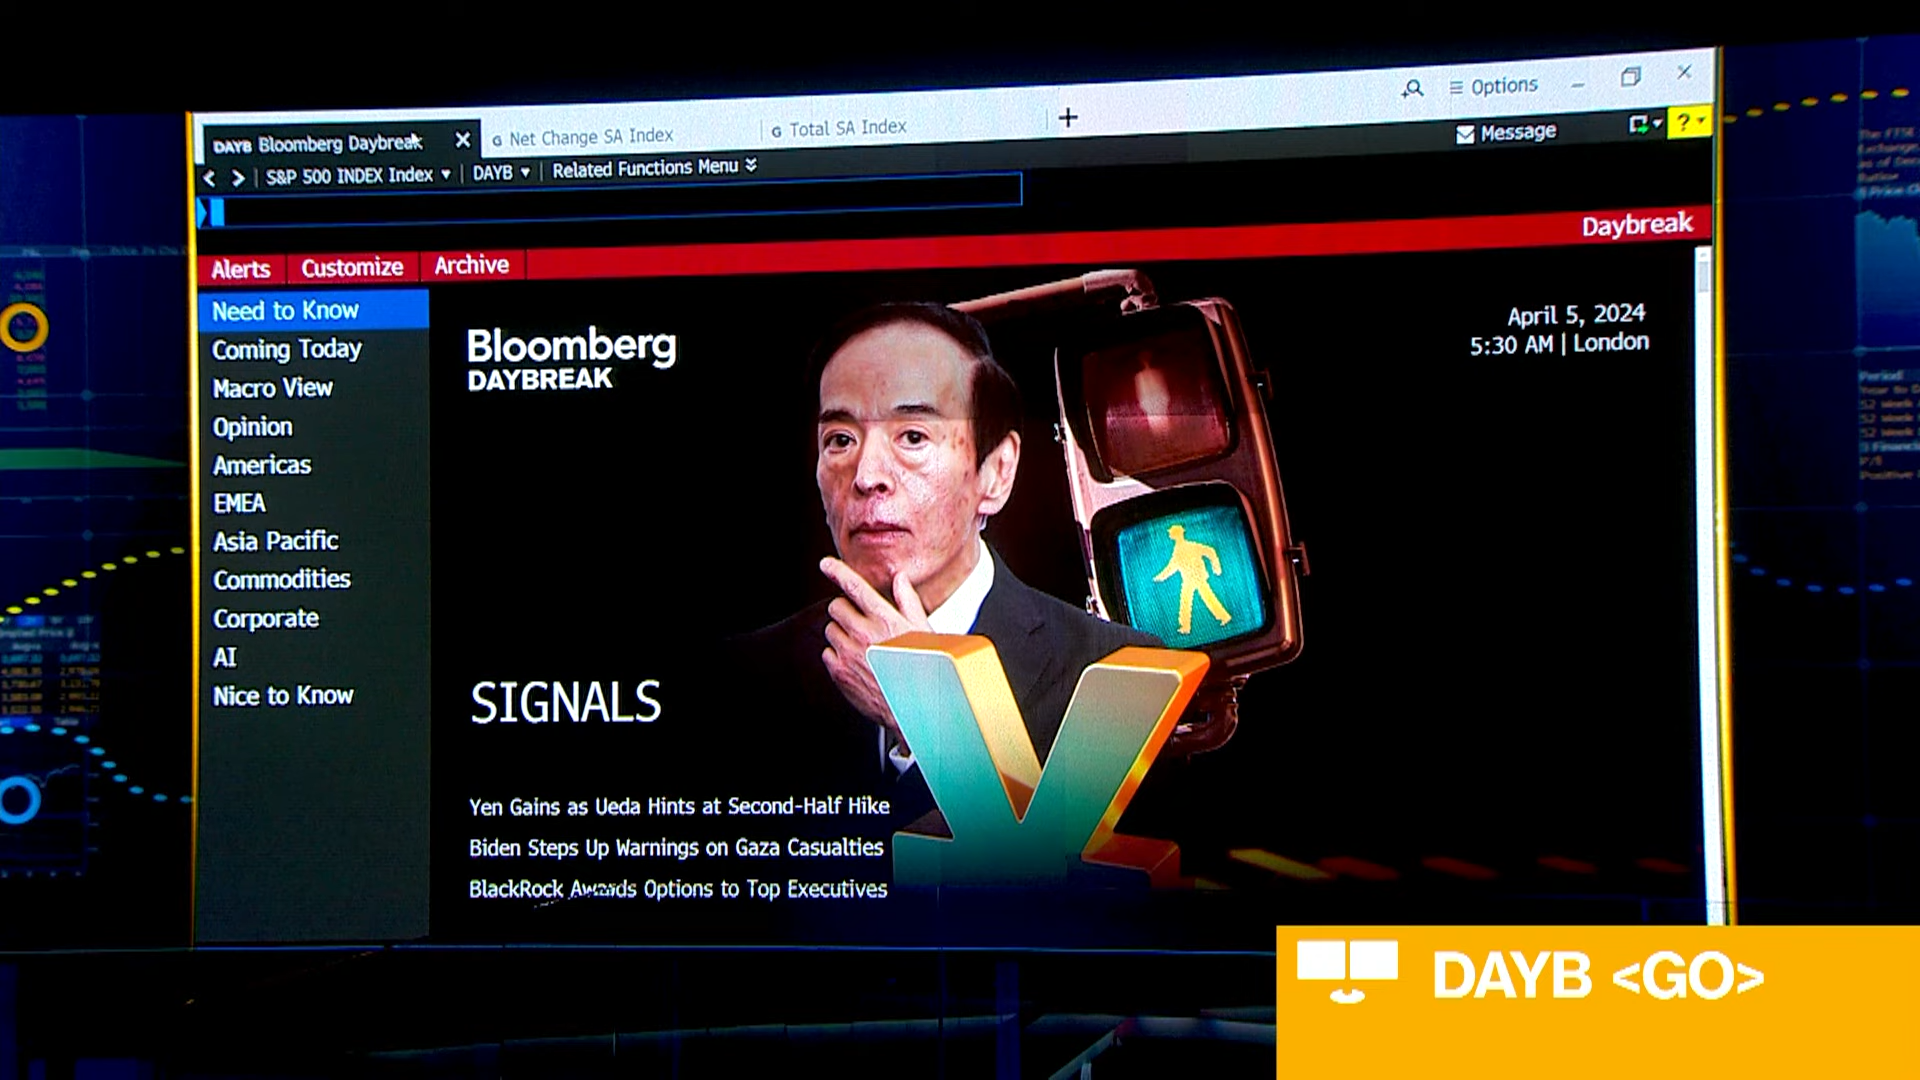 DAYB Bloomberg Daybreak
G Net Change SA Index
G Total SA Index
Options
S&P 500 INDEX Index
DAYB
Related Functions Menu
Message
?
Daybreak
Alerts
Customize
Archive
Need to Know
Coming Today
Macro View
Opinion
Americas
EMEA
Asia Pacific
Commodities
Corporate
AI
Nice to Know
Bloomberg
DAYBREAK
April 5, 2024
5:30 AM | London
SIGNALS
Yen Gains as Ueda Hints at Second-Half Hike
Biden Steps Up Warnings on Gaza Casualties
BlackRock Awards Options to Top Executives
DAYB <GO>